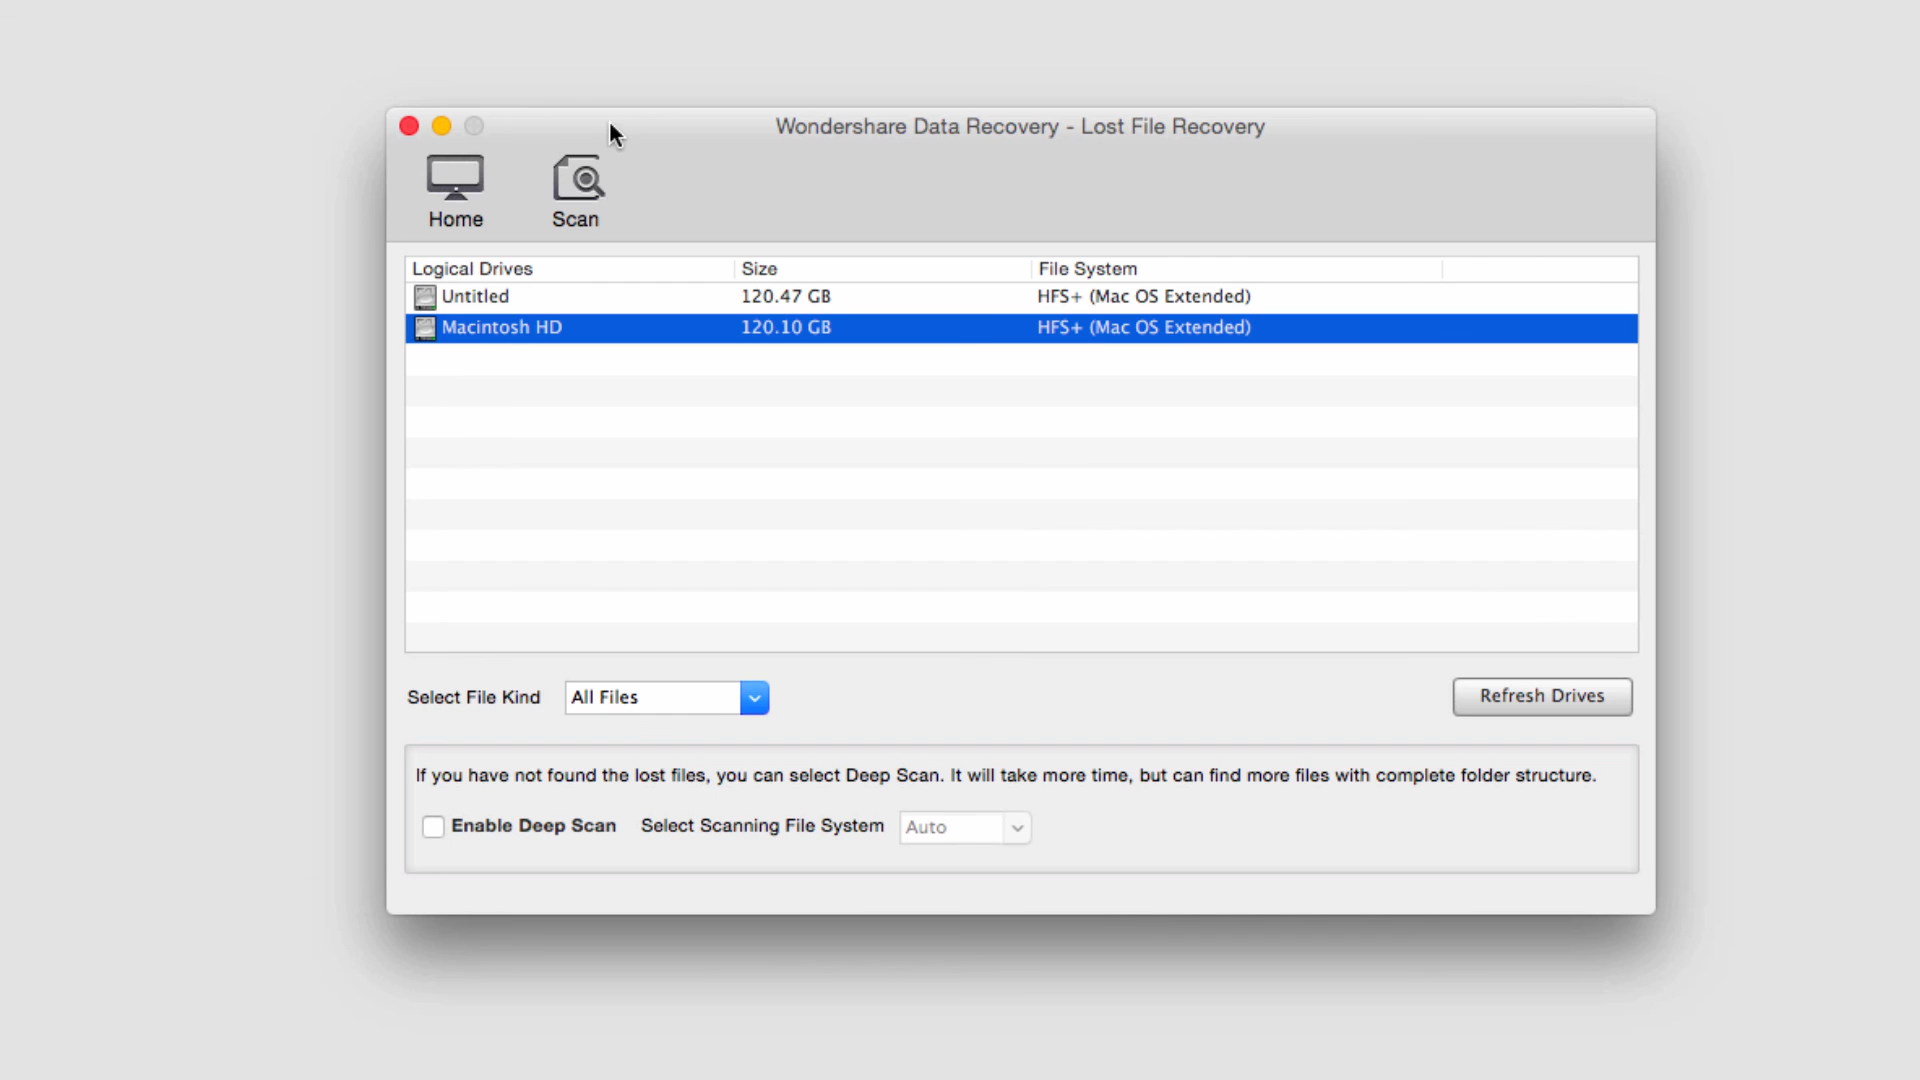 Wondershare Data Recovery - Lost File Recovery
Home Scan
Logical Drives Size File System
Untitled 120.47 GB HFS+ (Mac OS Extended)
Macintosh HD 120.10 GB HFS+ (Mac OS Extended)
Select File Kind All Files Refresh Drives
If you have not found the lost files, you can select Deep Scan. It will take more time, but can find more files with complete folder structure.
Enable Deep Scan Select Scanning File System Auto